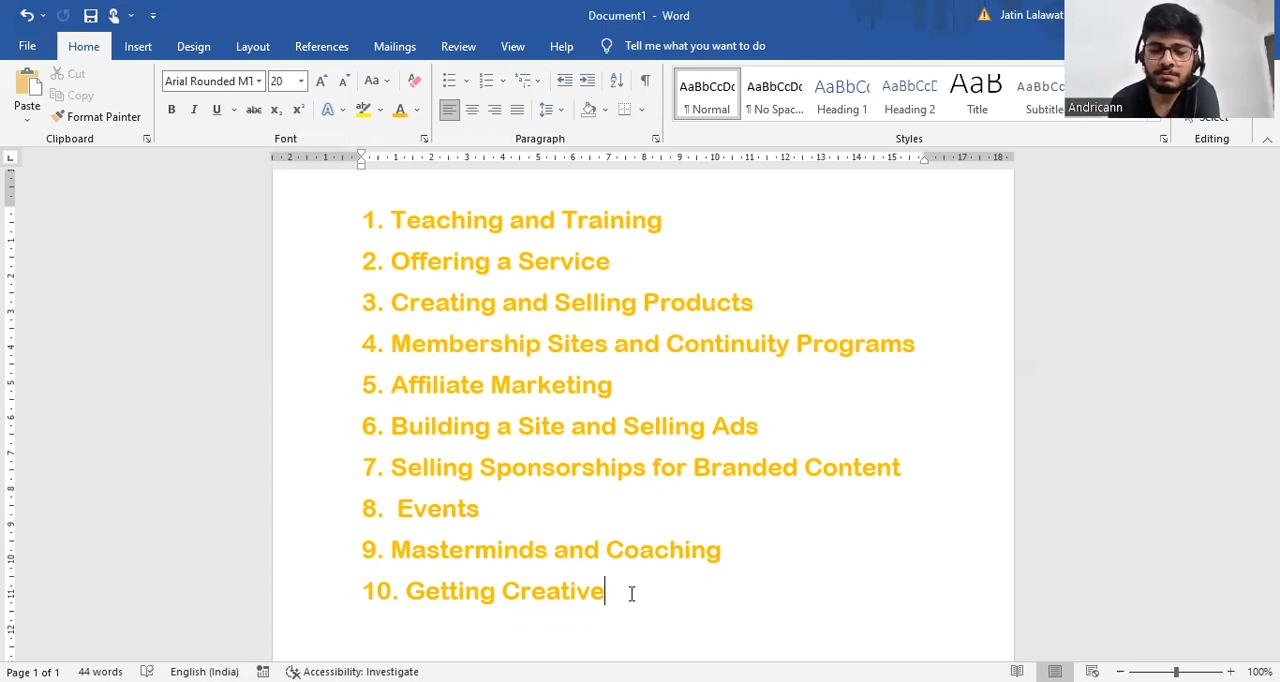 Document1 - Word
Jatin Lalawat
File Home Insert Design Layout References Mailings Review View Help Tell me what you want to do
Paste
Cut
Copy
Format Painter
Clipboard
Arial Rounded MT 20
Font
Paragraph
AaBbCcDc AaBbCcDc AaBbCc AaBbCcC AaB AaBbCc
¶ Normal ¶ No Spac... Heading 1 Heading 2 Title Subtitle
Styles
Editing
Andricann
1. Teaching and Training
2. Offering a Service
3. Creating and Selling Products
4. Membership Sites and Continuity Programs
5. Affiliate Marketing
6. Building a Site and Selling Ads
7. Selling Sponsorships for Branded Content
8. Events
9. Masterminds and Coaching
10. Getting Creative
Page 1 of 1 44 words English (India) Accessibility: Investigate 100%